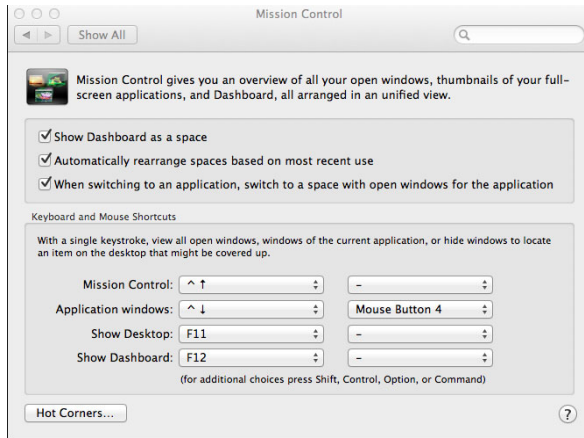 Mission Control
Show All
Mission Control gives you an overview of all your open windows, thumbnails of your full-
screen applications, and Dashboard, all arranged in an unified view.
Show Dashboard as a space
Automatically rearrange spaces based on most recent use
When switching to an application, switch to a space with open windows for the application
Keyboard and Mouse Shortcuts
With a single keystroke, view all open windows, windows of the current application, or hide windows to locate
an item on the desktop that might be covered up.
Mission Control: ^ ↑ –
Application windows: ^ ↓ Mouse Button 4
Show Desktop: F11 –
Show Dashboard: F12 –
(for additional choices press Shift, Control, Option, or Command)
Hot Corners... ?